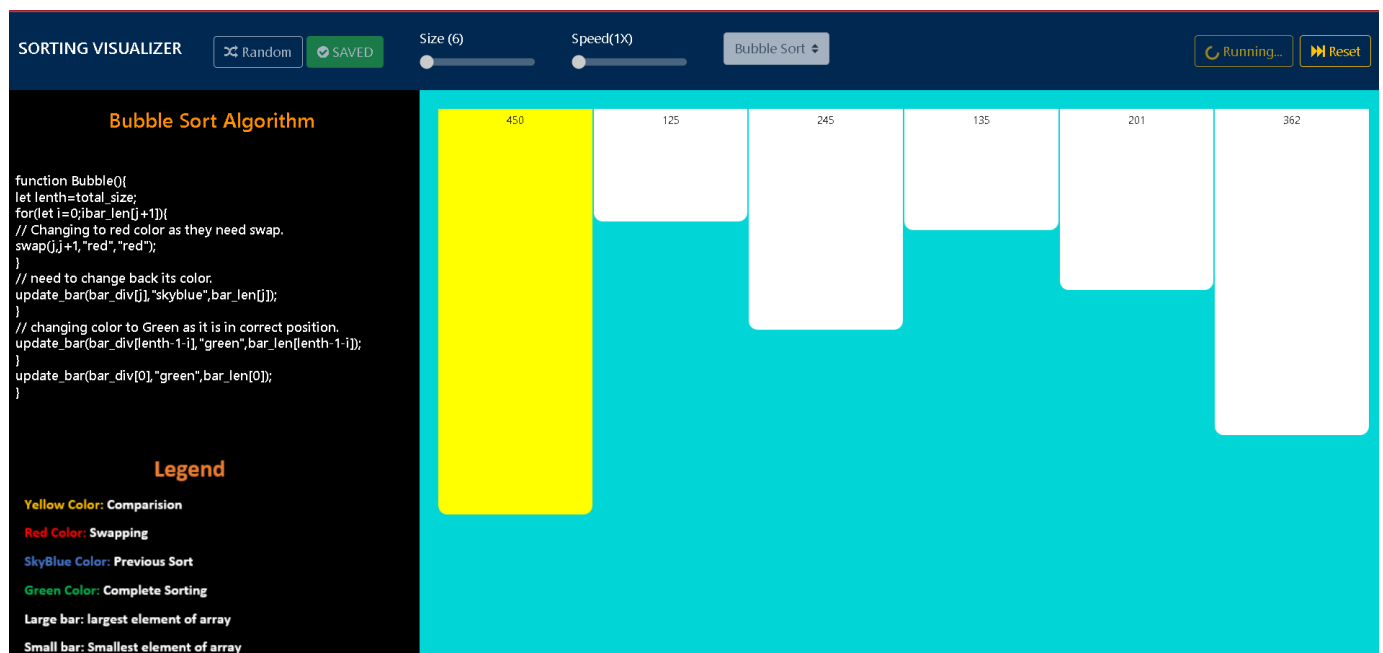 SORTING VISUALIZER
Random
SAVED
Size (6)
Speed(1X)
Bubble Sort
Running...
Reset
Bubble Sort Algorithm
function Bubble(){
let lenth=total_size;
for(let i=0;ibar_len[j+1]){
// Changing to red color as they need swap.
swap(j,j+1,"red","red");
}
// need to change back its color.
update_bar(bar_div[j],"skyblue",bar_len[j]);
}
// changing color to Green as it is in correct position.
update_bar(bar_div[lenth-1-i],"green",bar_len[lenth-1-i]);
}
update_bar(bar_div[0],"green",bar_len[0]);
}
Legend
Yellow Color: Comparision
Red Color: Swapping
SkyBlue Color: Previous Sort
Green Color: Complete Sorting
Large bar: largest element of array
Small bar: Smallest element of array
450
125
245
135
201
362